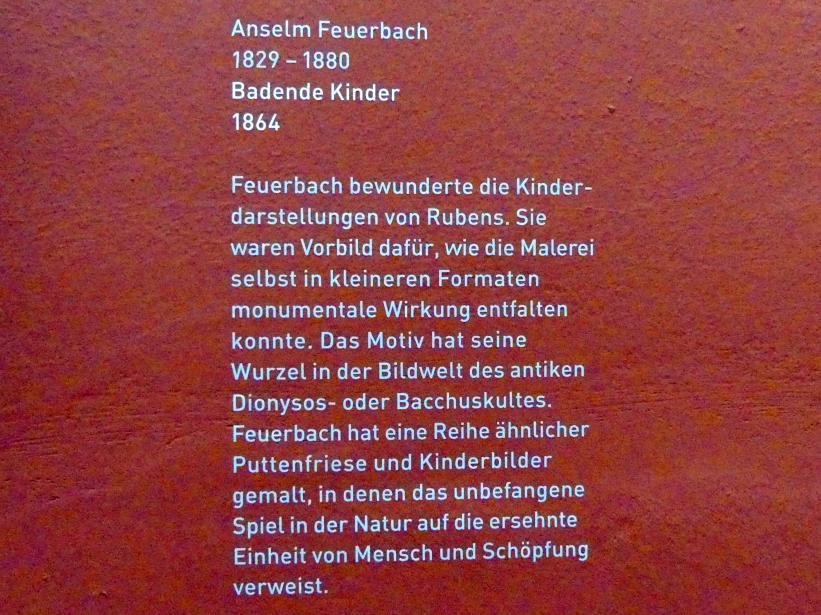 Anselm Feuerbach
1829 – 1880
Badende Kinder
1864
Feuerbach bewunderte die Kinder-
darstellungen von Rubens. Sie
waren Vorbild dafür, wie die Malerei
selbst in kleineren Formaten
monumentale Wirkung entfalten
konnte. Das Motiv hat seine
Wurzel in der Bildwelt des antiken
Dionysos- oder Bacchuskultes.
Feuerbach hat eine Reihe ähnlicher
Puttenfriese und Kinderbilder
gemalt, in denen das unbefangene
Spiel in der Natur auf die ersehnte
Einheit von Mensch und Schöpfung
verweist.